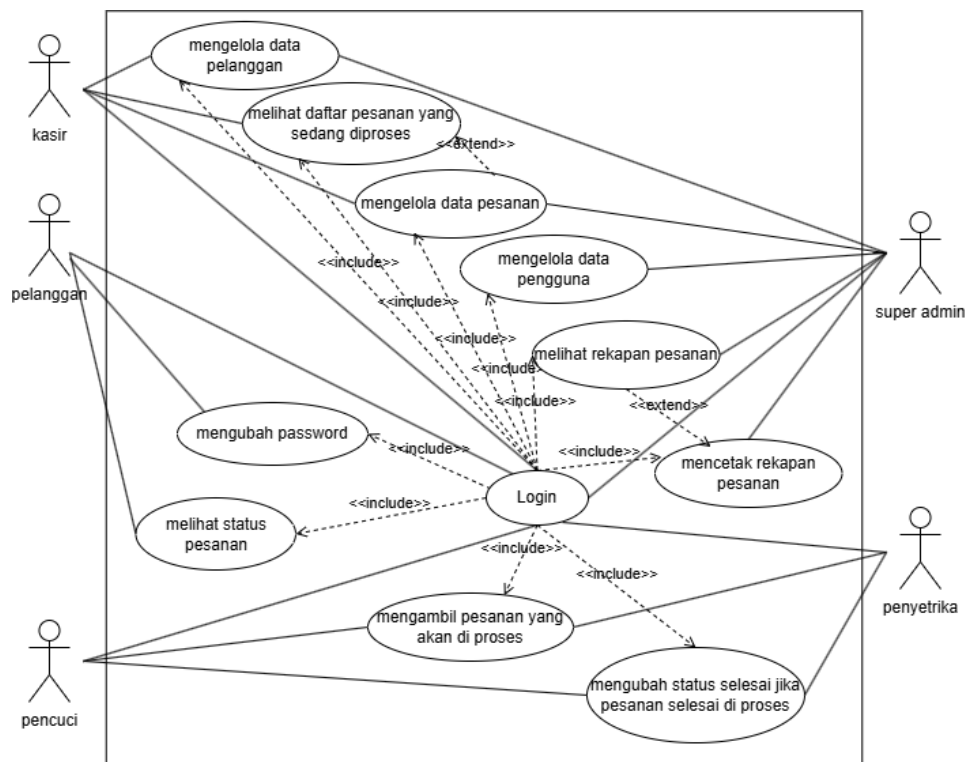 mengelola data
pelanggan
kasir
melihat daftar pesanan yang
sedang diproses
<<extend>>
mengelola data pesanan
pelanggan
mengelola data
pengguna
super admin
<<include>>
<<include>>
<<include>>
melihat rekapan pesanan
<<include>>
<<include>>
<<extend>>
mengubah password
<<include>>
<<include>>
mencetak rekapan
pesanan
Login
<<include>>
melihat status
pesanan
<<include>>
<<include>>
penyetrika
mengambil pesanan yang
akan di proses
mengubah status selesai jika
pesanan selesai di proses
pencuci